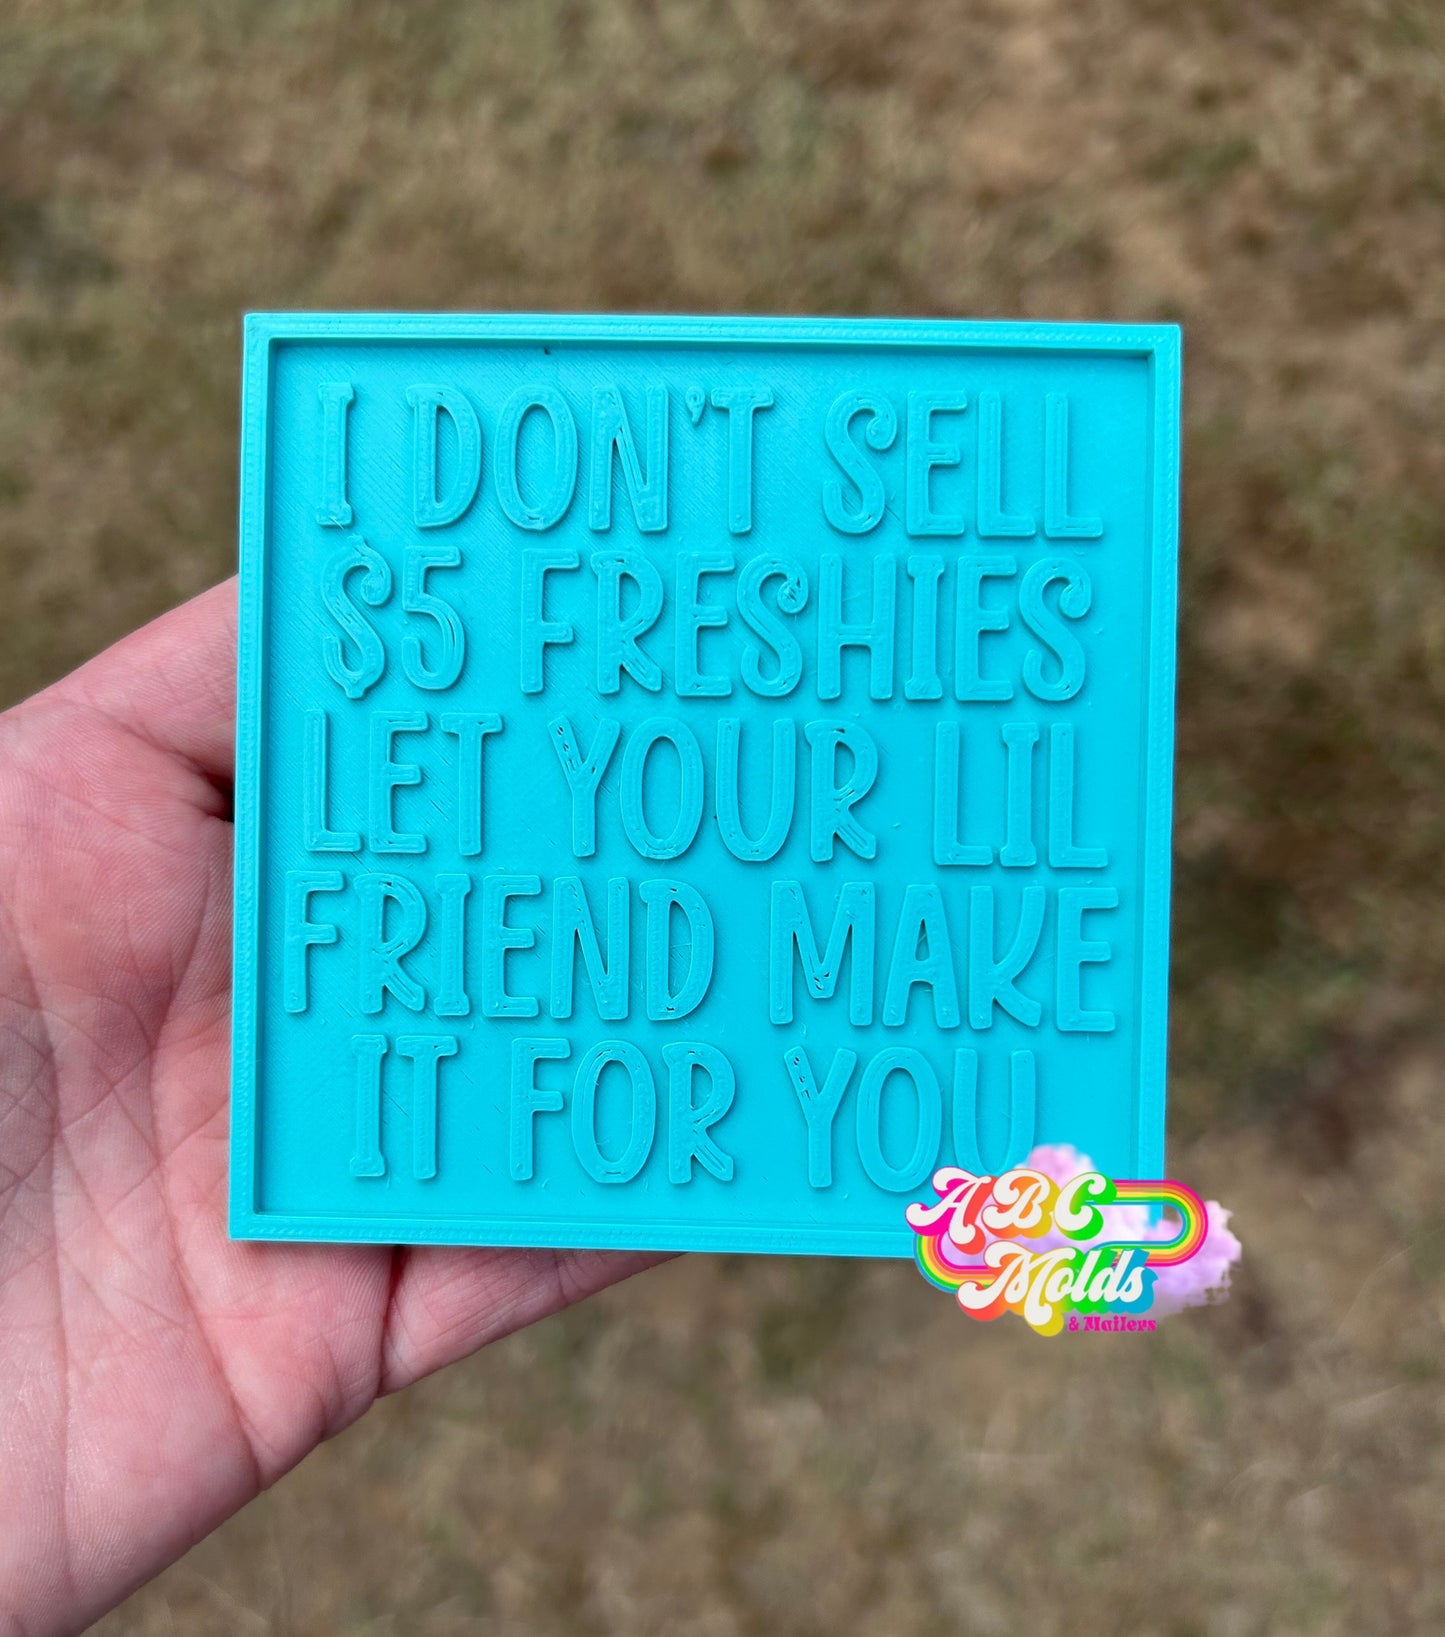 I DON'T SELL
$5 FRESHIES
LET YOUR LIL
FRIEND MAKE
IT FOR YOU
ABC
Molds
& Mailers